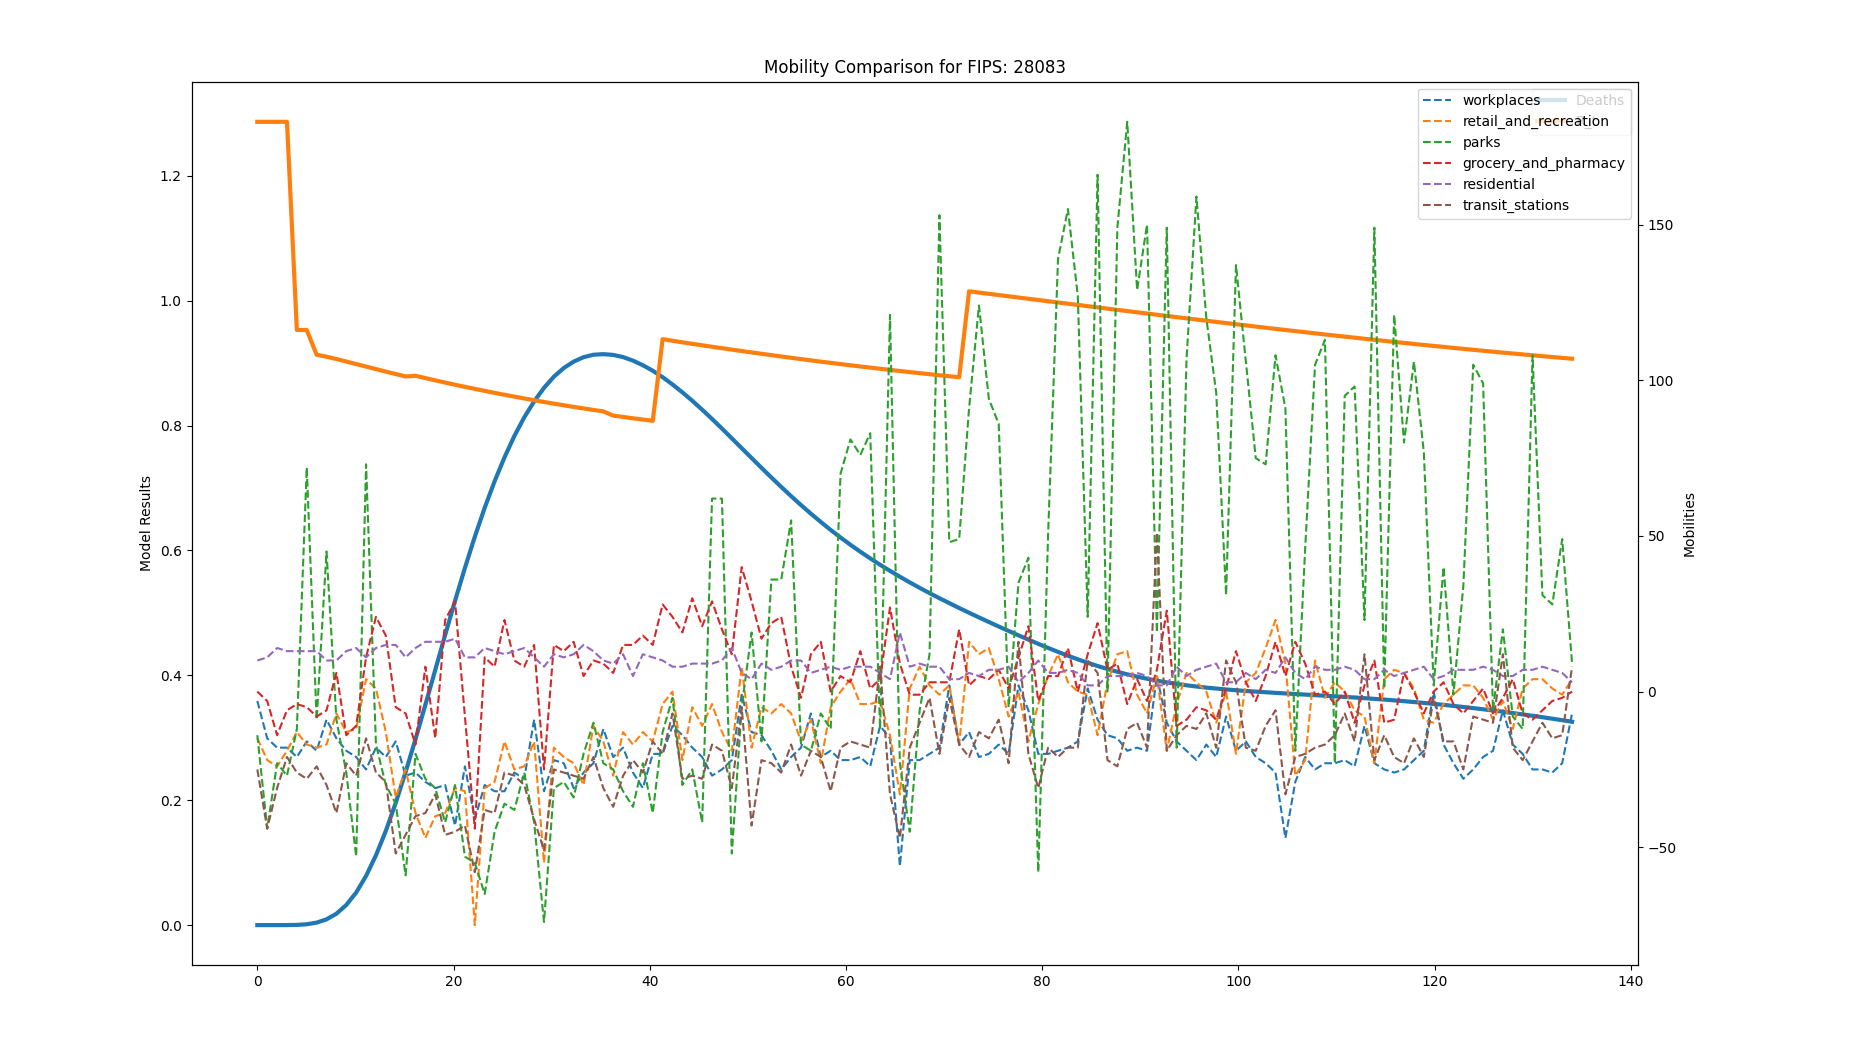 Mobility Comparison for FIPS: 28083
workplaces
Deaths
retail_and_recreation
parks
grocery_and_pharmacy
residential
transit_stations
1.2
1.0
0.8
0.6
0.4
0.2
0.0
Model Results
150
100
50
0
−50
Mobilities
0
20
40
60
80
100
120
140